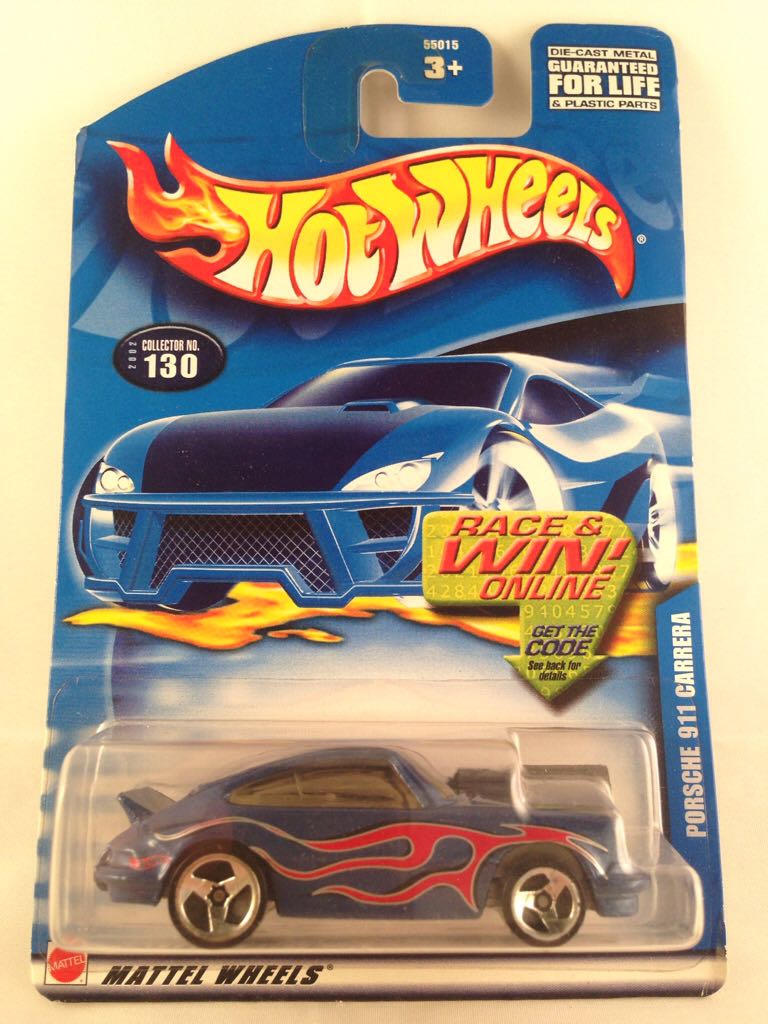 55015
3+
DIE-CAST METAL
GUARANTEED
FOR LIFE
& PLASTIC PARTS
HOT WHEELS®
2002
COLLECTOR NO.
130
RACE &
WIN!
ONLINE
GET THE
CODE
See back for
details
PORSCHE 911 CARRERA
MATTEL
MATTEL WHEELS®